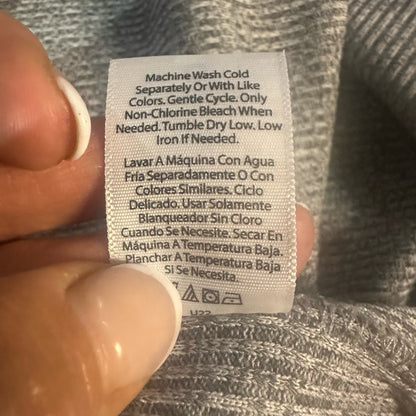 Machine Wash Cold
Separately Or With Like
Colors. Gentle Cycle. Only
Non-Chlorine Bleach When
Needed. Tumble Dry Low. Low
Iron If Needed.
Lavar A Máquina Con Agua
Fría Separadamente O Con
Colores Similares. Ciclo
Delicado. Usar Solamente
Blanqueador Sin Cloro
Cuando Se Necesite. Secar En
Máquina A Temperatura Baja.
Planchar A Temperatura Baja
Si Se Necesita.